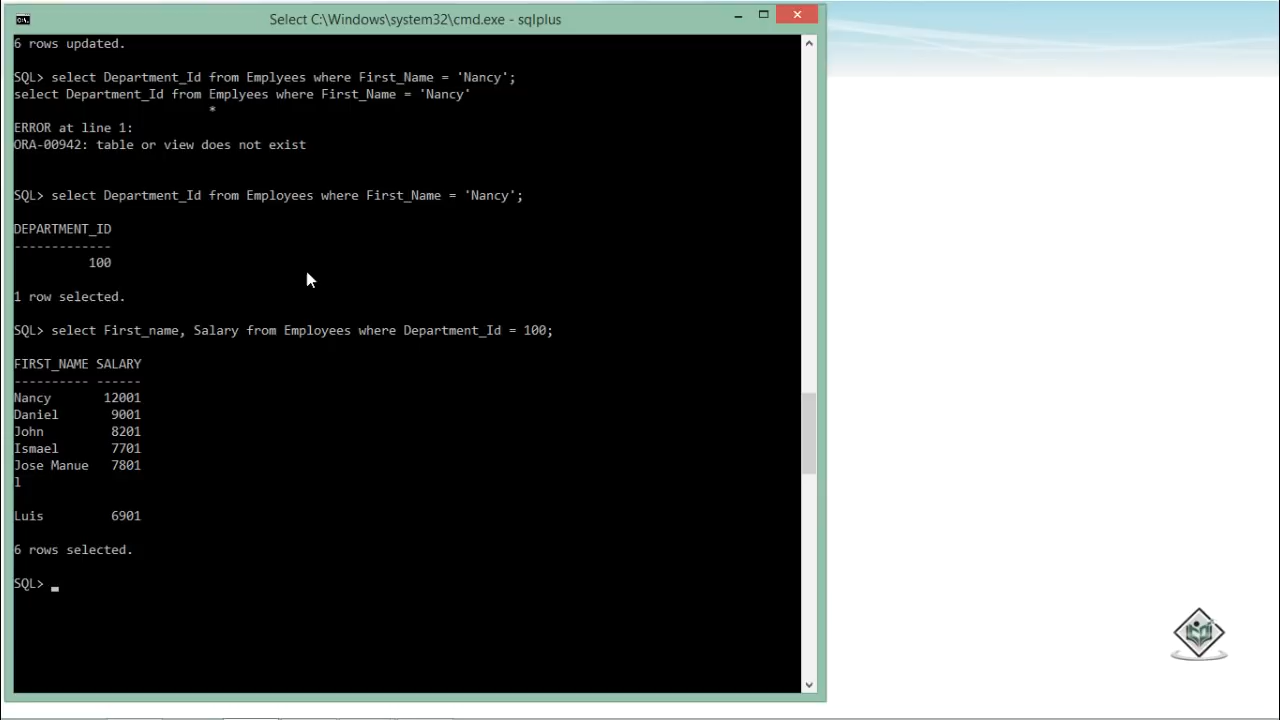 Select C:\Windows\system32\cmd.exe - sqlplus
6 rows updated.
SQL> select Department_Id from Emplyees where First_Name = 'Nancy';
select Department_Id from Emplyees where First_Name = 'Nancy'
*
ERROR at line 1:
ORA-00942: table or view does not exist
SQL> select Department_Id from Employees where First_Name = 'Nancy';
DEPARTMENT_ID
-------------
100
1 row selected.
SQL> select First_name, Salary from Employees where Department_Id = 100;
FIRST_NAME SALARY
---------- ------
Nancy 12001
Daniel 9001
John 8201
Ismael 7701
Jose Manue 7801
l
Luis 6901
6 rows selected.
SQL> _